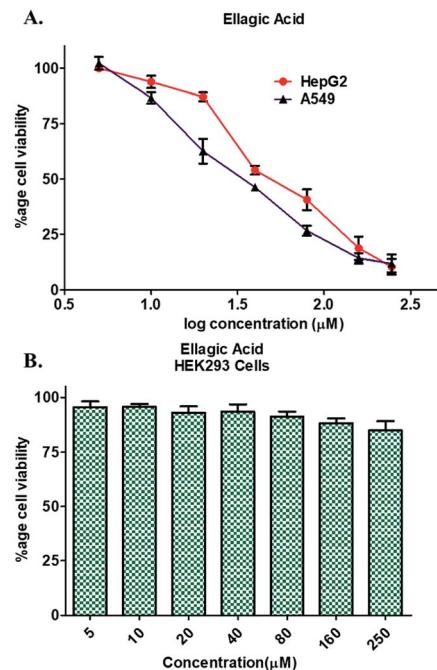 A.
Ellagic Acid
HepG2
A549
%age cell viability
100
75
50
25
0
0.5 1.0 1.5 2.0 2.5
log concentration (μM)
B.
Ellagic Acid
HEK293 Cells
%age cell viability
100
75
50
25
0
5 10 20 40 80 160 250
Concentration(μM)